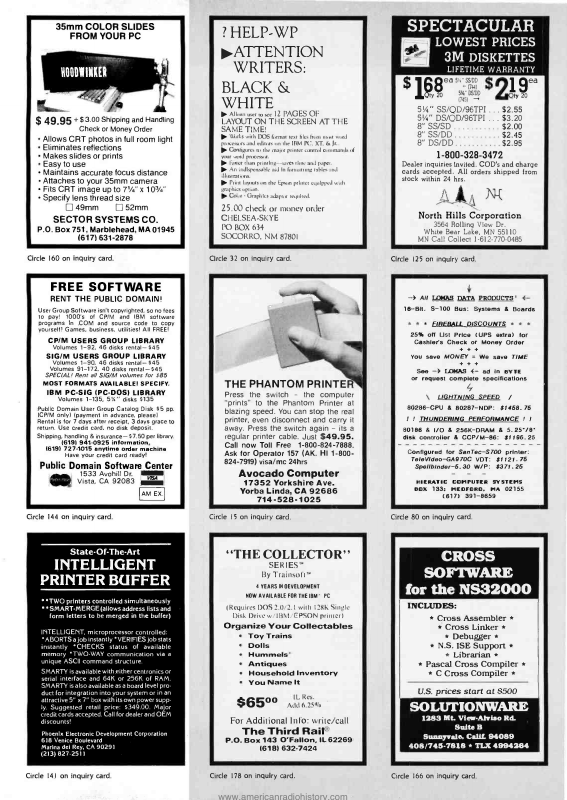 35mm COLOR SLIDES
FROM YOUR PC
HOODWINKER
$ 49.95 + $3.00 Shipping and Handling
Check or Money Order
• Allows CRT photos in full room light
• Eliminates reflections
• Makes slides or prints
• Easy to use
• Maintains accurate focus distance
• Attaches to your 35mm camera
• Fits CRT image up to 7¼" x 10¾"
• Specify lens thread size
☐ 49mm ☐ 52mm
SECTOR SYSTEMS CO.
P.O. Box 751, Marblehead, MA 01945
(617) 631-2878
Circle 160 on inquiry card.
? HELP-WP
▶ATTENTION
WRITERS:
BLACK &
WHITE
▶ Allows user to see 12 PAGES OF
LAYOUT ON THE SCREEN AT THE
SAME TIME!
▶ Works with DOS format text files from most word
processors and editors on the IBM PC, XT, & Jr.
▶ Configures to the major printer control commands of
your word processor.
▶ Faster than printing—saves time and paper.
▶ An indispensable aid in formatting tables and
illustrations.
▶ Print layouts on the Epson printer equipped with
graphics option.
▶ Color / Graphics adaptor required.
25.00 check or money order
CHELSEA-SKYE
PO BOX 634
SOCORRO, NM 87801
Circle 32 on inquiry card.
SPECTACULAR
LOWEST PRICES
3M DISKETTES
LIFETIME WARRANTY
$1.68 ea Qty. 20 5¼" SS/DD (744)
5¼" DS/DD (745) $2.19 ea Qty. 20
5¼" SS/QD/96TPI . . $2.55
5¼" DS/QD/96TPI . . $3.20
8" SS/SD . . . . . . . . . . $2.00
8" SS/DD . . . . . . . . . . $2.45
8" DS/DD . . . . . . . . . . $2.95
1-800-328-3472
Dealer inquiries invited. COD's and charge
cards accepted. All orders shipped from
stock within 24 hrs.
NH
North Hills Corporation
3564 Rolling View Dr.
White Bear Lake, MN 55110
MN Call Collect 1-612-770-0485
Circle 125 on inquiry card.
FREE SOFTWARE
RENT THE PUBLIC DOMAIN!
User Group Software isn't copyrighted, so no fees
to pay! 1000's of CP/M and IBM software
programs in .COM and source code to copy
yourself! Games, business, utilities! All FREE!
CP/M USERS GROUP LIBRARY
Volumes 1-92, 46 disks rental—$45
SIG/M USERS GROUP LIBRARY
Volumes 1-90, 46 disks rental—$45
Volumes 91-172, 40 disks rental—$45
SPECIAL! Rent all SIG/M volumes for $85
MOST FORMATS AVAILABLE! SPECIFY.
IBM PC-SIG (PC-DOS) LIBRARY
Volumes 1-135, 5¼" disks $135
Public Domain User Group Catalog Disk $5 pp.
(CP/M only) (payment in advance, please)
Rental is for 7 days after receipt, 3 days grace to
return. Use credit card, no disk deposit.
Shipping, handling & insurance—$7.50 per library.
(619) 941-0925 information,
(619) 727-1015 anytime order machine
Have your credit card ready!
Public Domain Software Center
1533 Avohill Dr.
Vista, CA 92083
VISA
AM EX.
Circle 144 on inquiry card.
THE PHANTOM PRINTER
Press the switch - the computer
"prints" to the Phantom Printer at
blazing speed. You can stop the real
printer, even disconnect and carry it
away. Press the switch again - its a
regular printer cable. Just $49.95.
Call now Toll Free 1-800-824-7888,
Ask for Operator 157 (AK. HI 1-800-
824-7919) visa/mc 24hrs
Avocado Computer
17352 Yorkshire Ave.
Yorba Linda, CA 92686
714-528-1025
Circle 15 on inquiry card.
→ All LOMAS DATA PRODUCTS ←
16-Bit, S-100 Bus: Systems & Boards
* * * FIREBALL DISCOUNTS * * *
25% off List Price (UPS extra) for
Cashier's Check or Money Order
+ + +
You save MONEY = We save TIME
+ + +
See → LOMAS ← ad in BYTE
or request complete specifications
↓ LIGHTNING SPEED /
80286-CPU & 80287-NDP: $1456.75
! ! THUNDERING PERFORMANCE ! !
80186 & I/O & 256K-DRAM & 5.25"/8"
disk controller & CCP/M-86: $1196.25
Configured for SanTec-S700 printer:
TeleVideo-GA970C VDT: $1121.75
Spellbinder-5.30 W/P: $371.25
HIERATIC COMPUTER SYSTEMS
BOX 133; MEDFORD, MA 02155
(617) 391-8659
Circle 80 on inquiry card.
State-Of-The-Art
INTELLIGENT
PRINTER BUFFER
**TWO printers controlled simultaneously
**SMART-MERGE(allows address lists and
form letters to be merged in the buffer)
INTELLIGENT, microprocessor controlled:
*ABORTS a job instantly *VERIFIES job stars
instantly *CHECKS status of available
memory *TWO-WAY communication via a
unique ASCII command structure.
SMARTY is available with either centronics or
serial interface and 64K or 256K of RAM.
SMARTY is also available as a board level pro-
duct for integration into your system or in an
attractive 5" x 7" box with its own power supp-
ly. Suggested retail price: $349.00. Major
credit cards accepted. Call for dealer and OEM
discounts!
Phoenix Electronic Development Corporation
618 Venice Boulevard
Marina del Rey, CA 90291
(213) 827-2511
Circle 141 on inquiry card.
"THE COLLECTOR"
SERIES™
By Trainsoft™
4 YEARS IN DEVELOPMENT
NOW AVAILABLE FOR THE IBM® PC
(Requires DOS 2.0/2.1 with 128K Single
Disk Drive w/IBM/EPSON printer)
Organize Your Collectables
• Toy Trains
• Dolls
• Hummels®
• Antiques
• Household Inventory
• You Name It
$65⁰⁰ IL Res.
Add 6.25%
For Additional Info: write/call
The Third Rail®
P.O. Box 143 O'Fallon, IL 62269
(618) 632-7424
Circle 178 on inquiry card.
CROSS
SOFTWARE
for the NS32000
INCLUDES:
★ Cross Assembler ★
★ Cross Linker ★
★ Debugger ★
★ N.S. ISE Support ★
★ Librarian ★
★ Pascal Cross Compiler ★
★ C Cross Compiler ★
U.S. prices start at $500
SOLUTIONWARE
1283 Mt. View-Alviso Rd.
Suite B
Sunnyvale, Calif. 94089
408/745-7818 ★ TLX 4994264
Circle 166 on inquiry card.
www.americanradiohistory.com